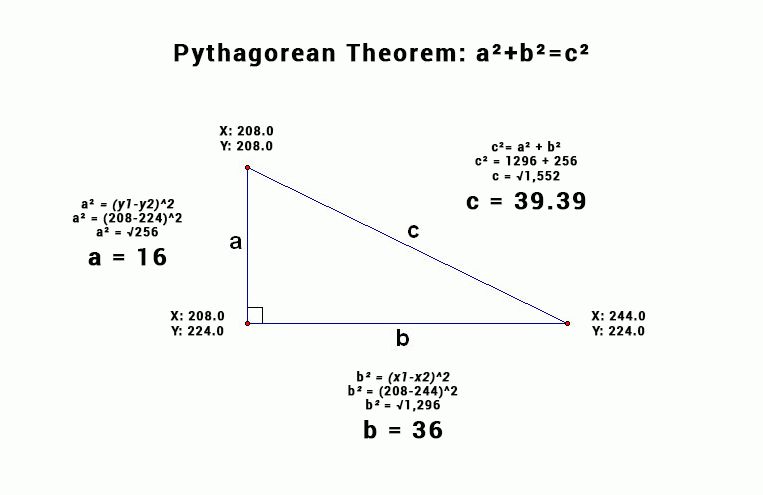 Pythagorean Theorem: a²+b²=c²
X: 208.0
Y: 208.0
c²= a² + b²
c² = 1296 + 256
c = √1,552
c = 39.39
a² = (y1-y2)^2
a² = (208-224)^2
a² = √256
a = 16
a
c
X: 208.0
Y: 224.0
X: 244.0
Y: 224.0
b
b² = (x1-x2)^2
b² = (208-244)^2
b² = √1,296
b = 36